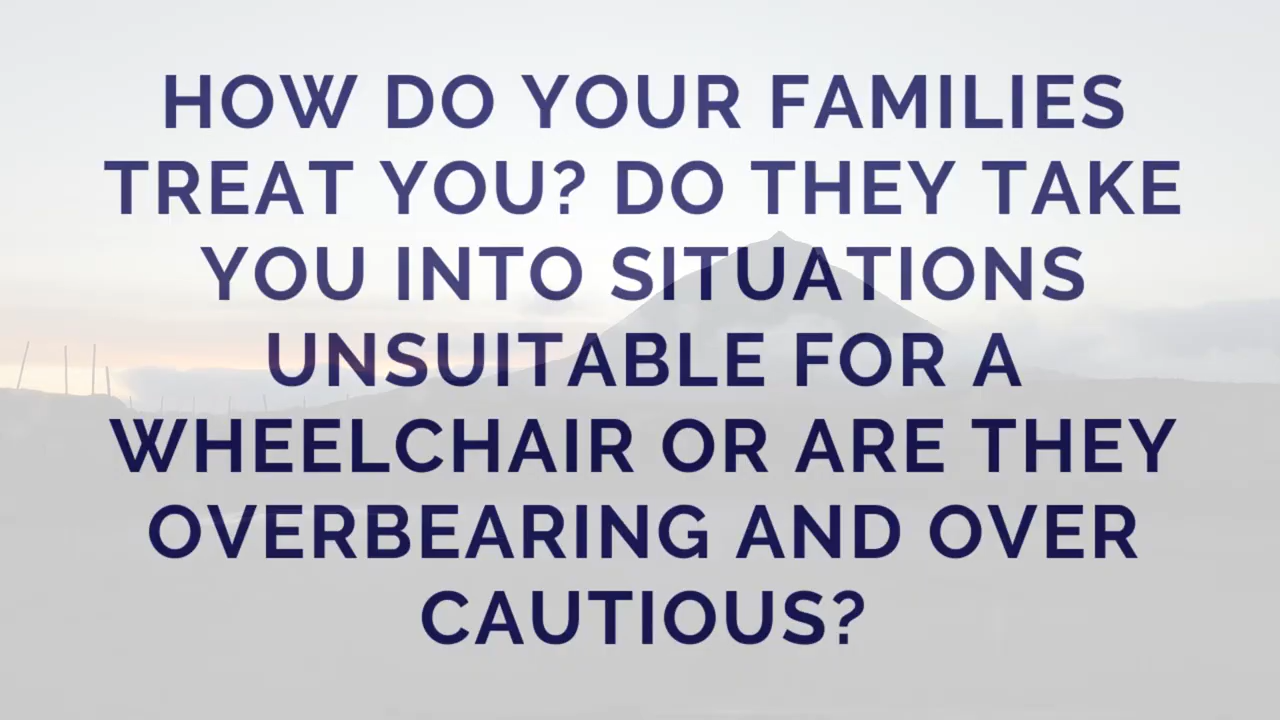 HOW DO YOUR FAMILIES
TREAT YOU? DO THEY TAKE
YOU INTO SITUATIONS
UNSUITABLE FOR A
WHEELCHAIR OR ARE THEY
OVERBEARING AND OVER
CAUTIOUS?